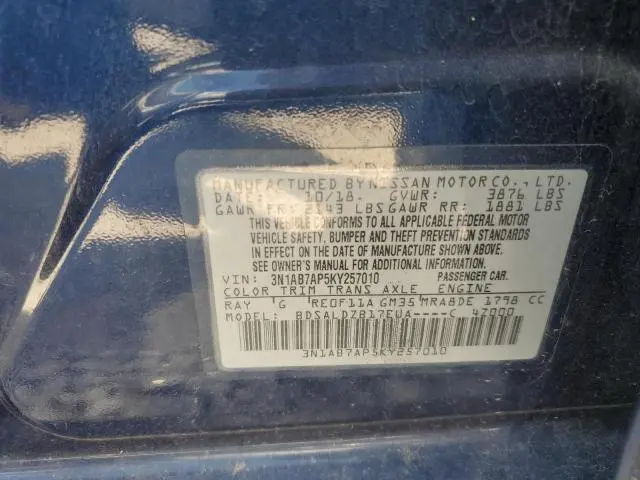 MANUFACTURED BY NISSAN MOTOR CO., LTD.
DATE: 10/18. GVWR: 3876 LBS
GAWR FR: 2143 LBS GAWR RR: 1881 LBS
THIS VEHICLE CONFORMS TO ALL APPLICABLE FEDERAL MOTOR
VEHICLE SAFETY, BUMPER AND THEFT PREVENTION STANDARDS
IN EFFECT ON THE DATE OF MANUFACTURE SHOWN ABOVE.
SEE OWNER'S MANUAL FOR ADDITIONAL INFORMATION.
VIN: 3N1AB7AP5KY257010 PASSENGER CAR.
COLOR TRIM TRANS AXLE ENGINE
RAY G RE0F11A GM35 MRA8DE 1798 CC
MODEL: BDSALDZB17EUA----C 47000
3N1AB7AP5KY257010